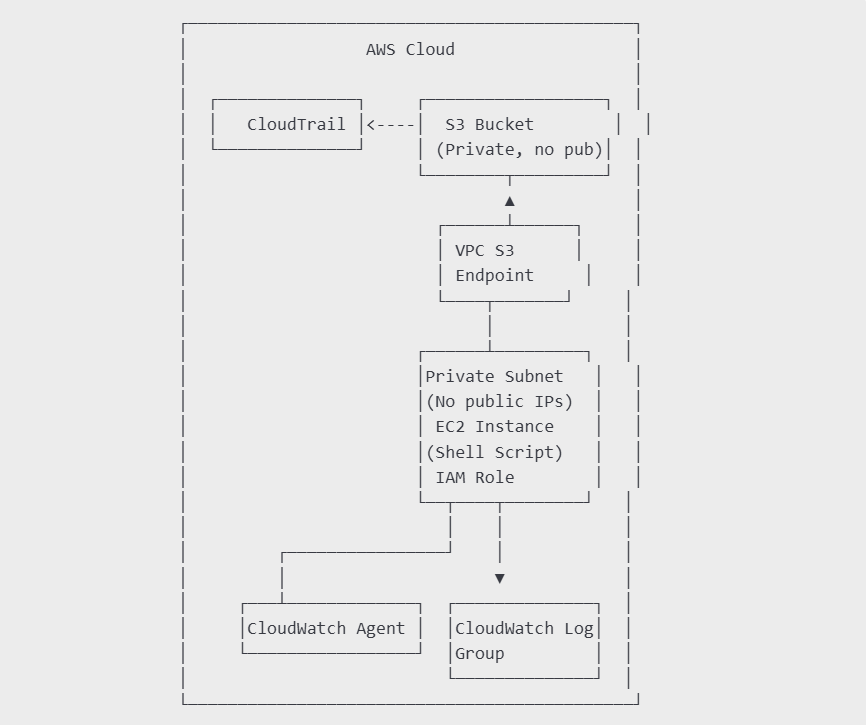 AWS Cloud
CloudTrail
S3 Bucket
(Private, no pub)
VPC S3
Endpoint
Private Subnet
(No public IPs)
EC2 Instance
(Shell Script)
IAM Role
CloudWatch Agent
CloudWatch Log
Group